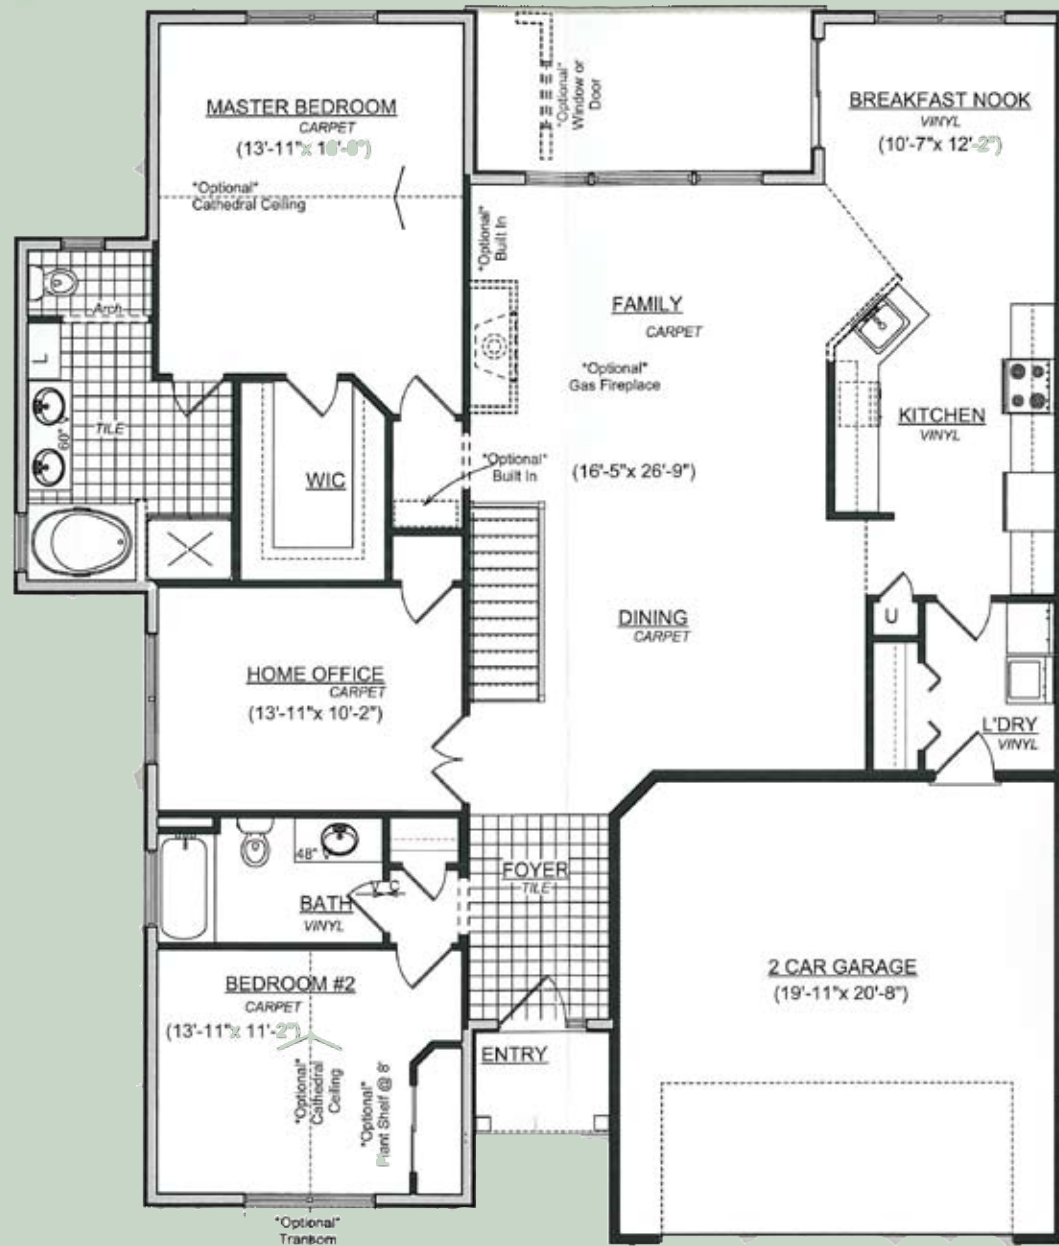 MASTER BEDROOM
CARPET
(13'-11"x 16'-6")
*Optional*
Cathedral Ceiling
*Optional*
Window or
Door
BREAKFAST NOOK
VINYL
(10'-7"x 12'-2")
*Optional*
Built In
Arch
L
60" V
TILE
WIC
FAMILY
CARPET
*Optional*
Gas Fireplace
*Optional*
Built In
(16'-5"x 26'-9")
KITCHEN
VINYL
DINING
CARPET
U
HOME OFFICE
CARPET
(13'-11"x 10'-2")
L'DRY
VINYL
48" V
BATH
VINYL
V C
FOYER
TILE
BEDROOM #2
CARPET
(13'-11"x 11'-2")
*Optional*
Cathedral
Ceiling
*Optional*
Plant Shelf @ 8'
ENTRY
2 CAR GARAGE
(19'-11"x 20'-8")
*Optional*
Transom